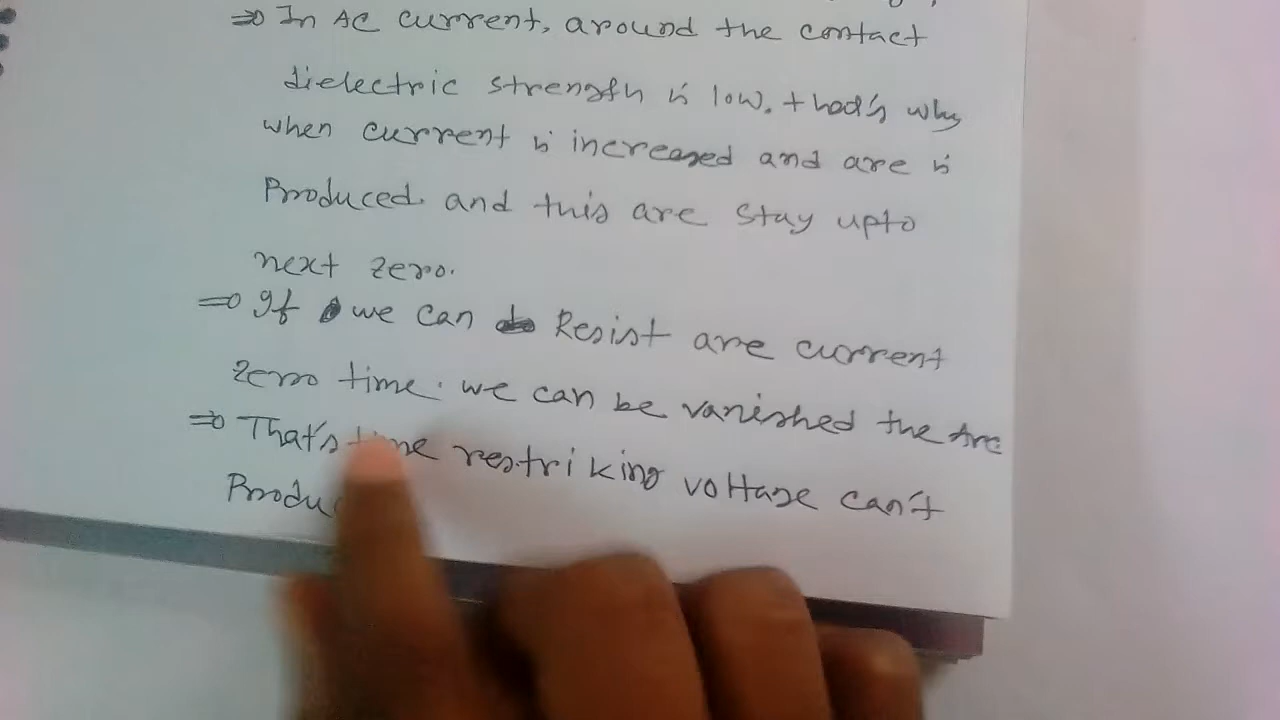 ⇒ In AC current, around the contact
dielectric strength is low. that's why
when current is increased and arc is
Produced. and this arc stay upto
next zero.
⇒ If we can Resist arc current
zero time. we can be vanished the Arc
⇒ That's time restriking voltage can't